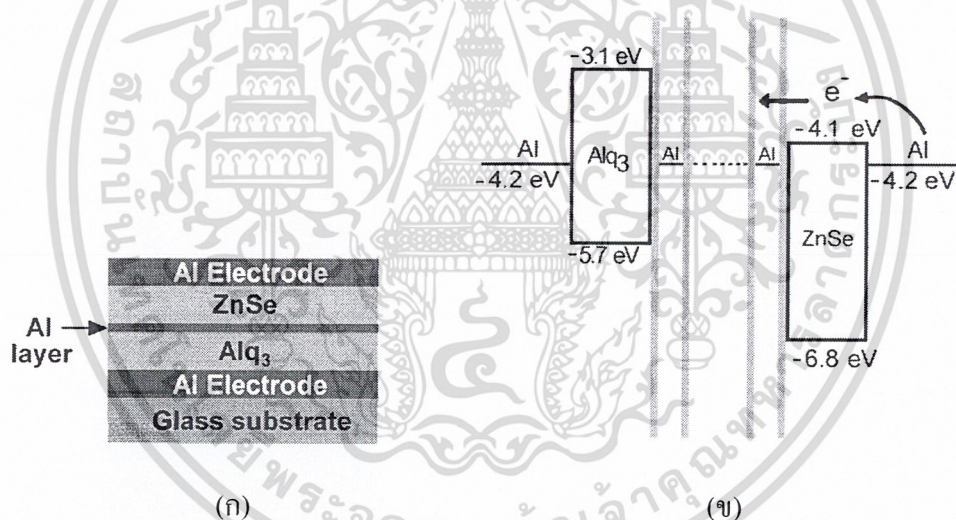 Al Electrode
ZnSe
Al layer
Alq3
Al Electrode
Glass substrate
(ก)
-3.1 eV
Al
-4.2 eV
Alq3
-5.7 eV
Al
Al
e-
-4.1 eV
Al
-4.2 eV
ZnSe
-6.8 eV
(ข)